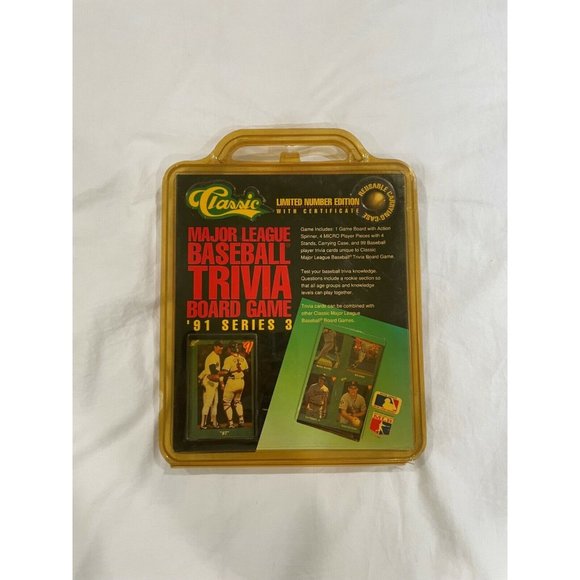 Classic
LIMITED NUMBER EDITION
WITH CERTIFICATE
REUSABLE CARRYING CASE
MAJOR LEAGUE
BASEBALL
TRIVIA
BOARD GAME
'91 SERIES 3
Game Includes: 1 Game Board with Action
Spinner, 4 MICRO Player Pieces with 4
Stands, Carrying Case, and 99 Baseball
player trivia cards unique to Classic
Major League Baseball® Trivia Board Game.
Test your baseball trivia knowledge.
Questions include a rookie section so
that all age groups and knowledge
levels can play together.
Trivia cards can be combined with
other Classic Major League
Baseball® Board Games.